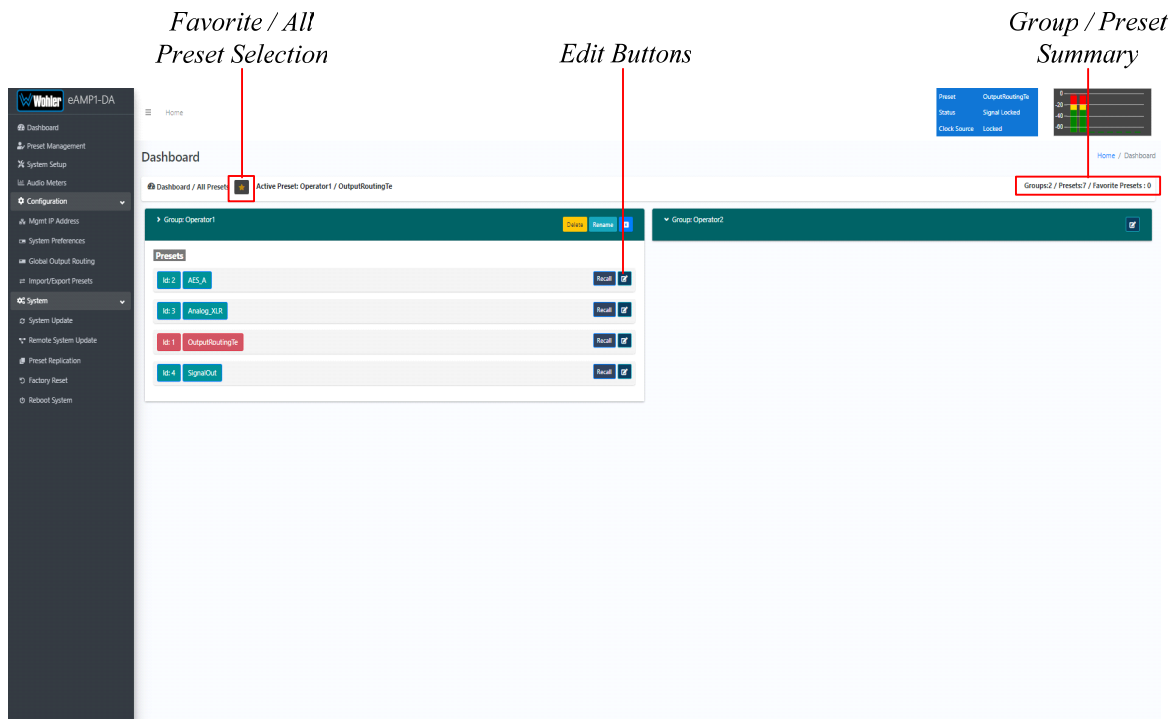 Favorite / All
Preset Selection
Edit Buttons
Group / Preset
Summary
Wohler eAMP1-DA
Dashboard
Preset Management
System Setup
Audio Meters
Configuration
Mgmt IP Address
System Preferences
Global Output Routing
Import/Export Presets
System
System Update
Remote System Update
Preset Replication
Factory Reset
Reboot System
Home
Preset OutputRoutingTe
Status Signal Locked
Clock Source Locked
0
-20
-40
-60
Dashboard
Home / Dashboard
Dashboard / All Presets
Active Preset: Operator1 / OutputRoutingTe
Groups:2 / Presets:7 / Favorite Presets : 0
Group: Operator1
Delete
Rename
Group: Operator2
Presets
Id: 2 AES_A Recall
Id: 3 Analog_XLR Recall
Id: 1 OutputRoutingTe Recall
Id: 4 SignalOut Recall